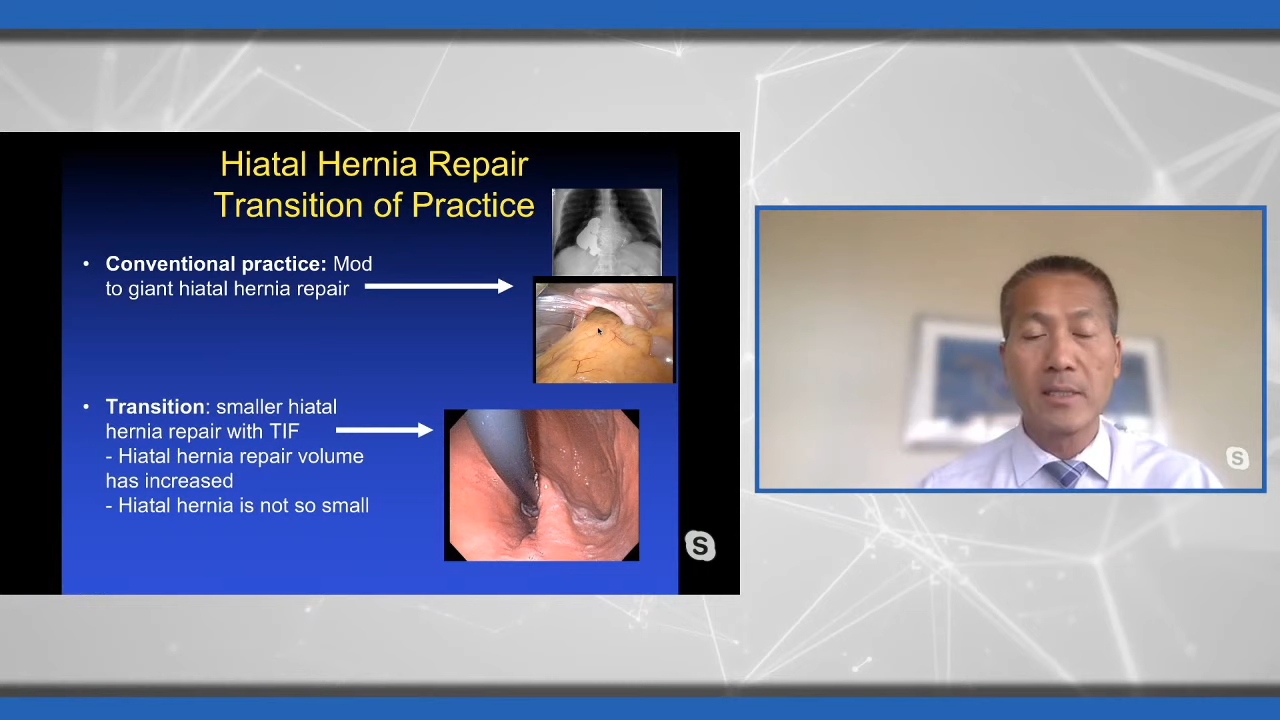 Hiatal Hernia Repair
Transition of Practice
• Conventional practice: Mod
to giant hiatal hernia repair
• Transition: smaller hiatal
hernia repair with TIF
- Hiatal hernia repair volume
has increased
- Hiatal hernia is not so small
S
S